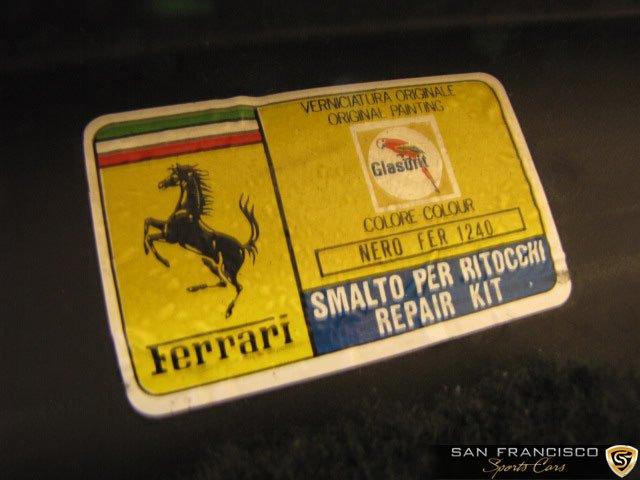 VERNICIATURA ORIGINALE
ORIGINAL PAINTING
Glasurit
COLORE COLOUR
NERO FER 1240
SMALTO PER RITOCCHI
REPAIR KIT
Ferrari
SAN FRANCISCO
Sports Cars